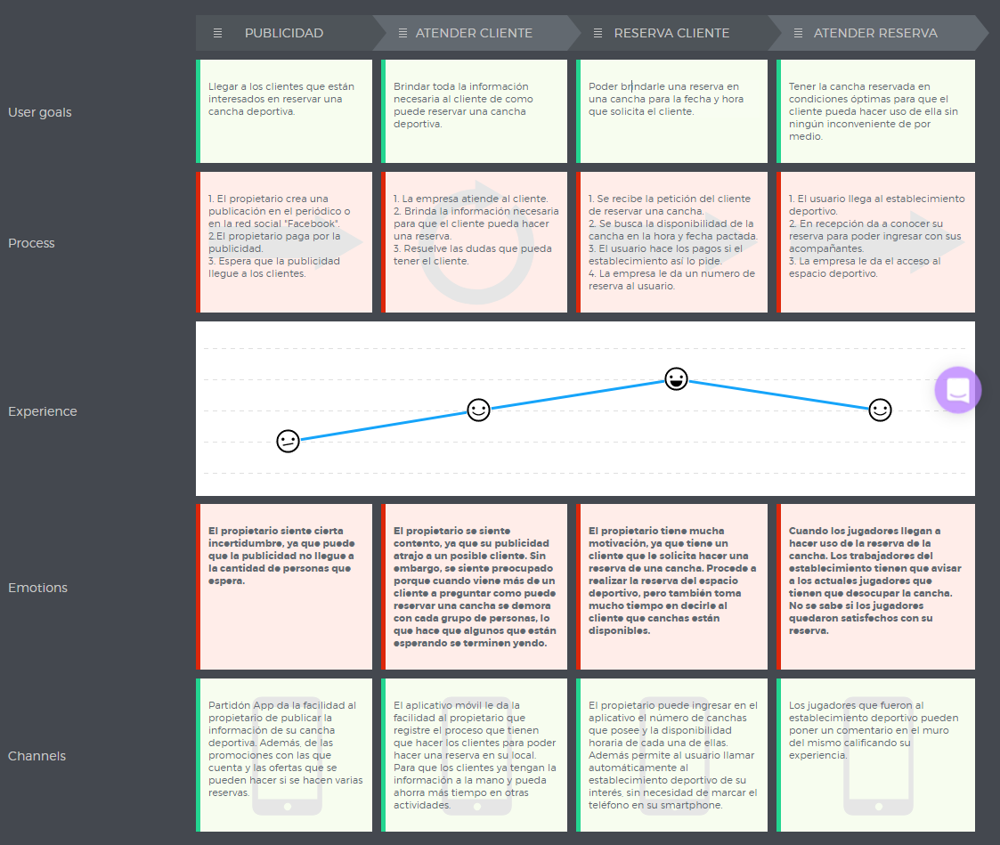 PUBLICIDAD
ATENDER CLIENTE
RESERVA CLIENTE
ATENDER RESERVA
User goals
Llegar a los clientes que están
interesados en reservar una
cancha deportiva.
Brindar toda la información
necesaria al cliente de como
puede reservar una cancha
deportiva.
Poder brindarle una reserva en
una cancha para la fecha y hora
que solicita el cliente.
Tener la cancha reservada en
condiciones óptimas para que el
cliente pueda hacer uso de ella sin
ningún inconveniente de por
medio.
Process
1. El propietario crea una
publicación en el periódico o
en la red social "Facebook".
2.El propietario paga por la
publicidad.
3. Espera que la publicidad
llegue a los clientes.
1. La empresa atiende al cliente.
2. Brinda la información necesaria
para que el cliente pueda hacer
una reserva.
3. Resuelve las dudas que pueda
tener el cliente.
1. Se recibe la petición del cliente
de reservar una cancha.
2. Se busca la disponibilidad de la
cancha en la hora y fecha pactada.
3. El usuario hace los pagos si el
establecimiento así lo pide.
4. La empresa le da un numero de
reserva al usuario.
1. El usuario llega al establecimiento
deportivo.
2. En recepción da a conocer su
reserva para poder ingresar con sus
acompañantes.
3. La empresa le da el acceso al
espacio deportivo.
Experience
Emotions
El propietario siente cierta
incertidumbre, ya que puede
que la publicidad no llegue a
la cantidad de personas que
espera.
El propietario se siente
contento, ya que su publicidad
atrajo a un posible cliente. Sin
embargo, se siente preocupado
porque cuando viene más de un
cliente a preguntar como puede
reservar una cancha se demora
con cada grupo de personas, lo
que hace que algunos que están
esperando se terminen yendo.
El propietario tiene mucha
motivación, ya que tiene un
cliente que le solicita hacer una
reserva de una cancha. Procede a
realizar la reserva del espacio
deportivo, pero también toma
mucho tiempo en decirle al
cliente que canchas están
disponibles.
Cuando los jugadores llegan a
hacer uso de la reserva de la
cancha. Los trabajadores del
establecimiento tienen que avisar
a los actuales jugadores que
tienen que desocupar la cancha.
No se sabe si los jugadores
quedaron satisfechos con su
reserva.
Channels
Partidón App da la facilidad al
propietario de publicar la
información de su cancha
deportiva. Además, de las
promociones con las que
cuenta y las ofertas que se
pueden hacer si se hacen varias
reservas.
El aplicativo móvil le da la
facilidad al propietario que
registre el proceso que tienen
que hacer los clientes para poder
hacer una reserva en su local.
Para que los clientes ya tengan la
información a la mano y pueda
ahorra más tiempo en otras
actividades.
El propietario puede ingresar en el
aplicativo el número de canchas
que posee y la disponibilidad
horaria de cada una de ellas.
Además permite al usuario llamar
automáticamente al
establecimiento deportivo de su
interés, sin necesidad de marcar el
teléfono en su smartphone.
Los jugadores que fueron al
establecimiento deportivo pueden
poner un comentario en el muro
del mismo calificando su
experiencia.